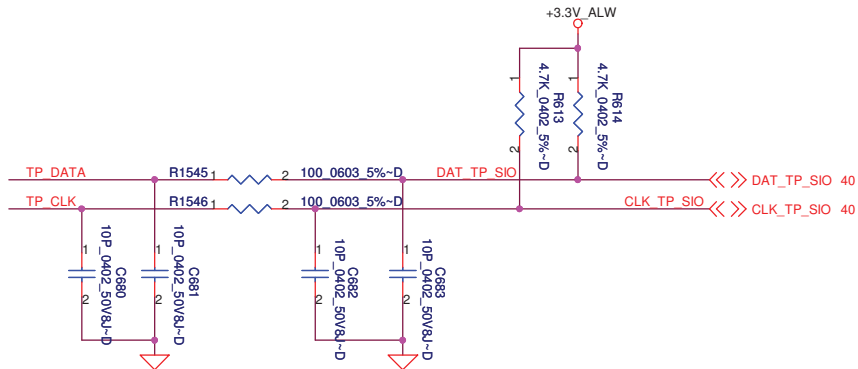 +3.3V_ALW
1
1
4.7K_0402_5%~D
R613
4.7K_0402_5%~D
R614
2
2
TP_DATA
R1545
1
2
100_0603_5%~D
DAT_TP_SIO
DAT_TP_SIO 40
TP_CLK
R1546
1
2
100_0603_5%~D
CLK_TP_SIO
CLK_TP_SIO 40
1
2
10P_0402_50V8J~D
C680
1
2
10P_0402_50V8J~D
C681
1
2
10P_0402_50V8J~D
C682
1
2
10P_0402_50V8J~D
C683